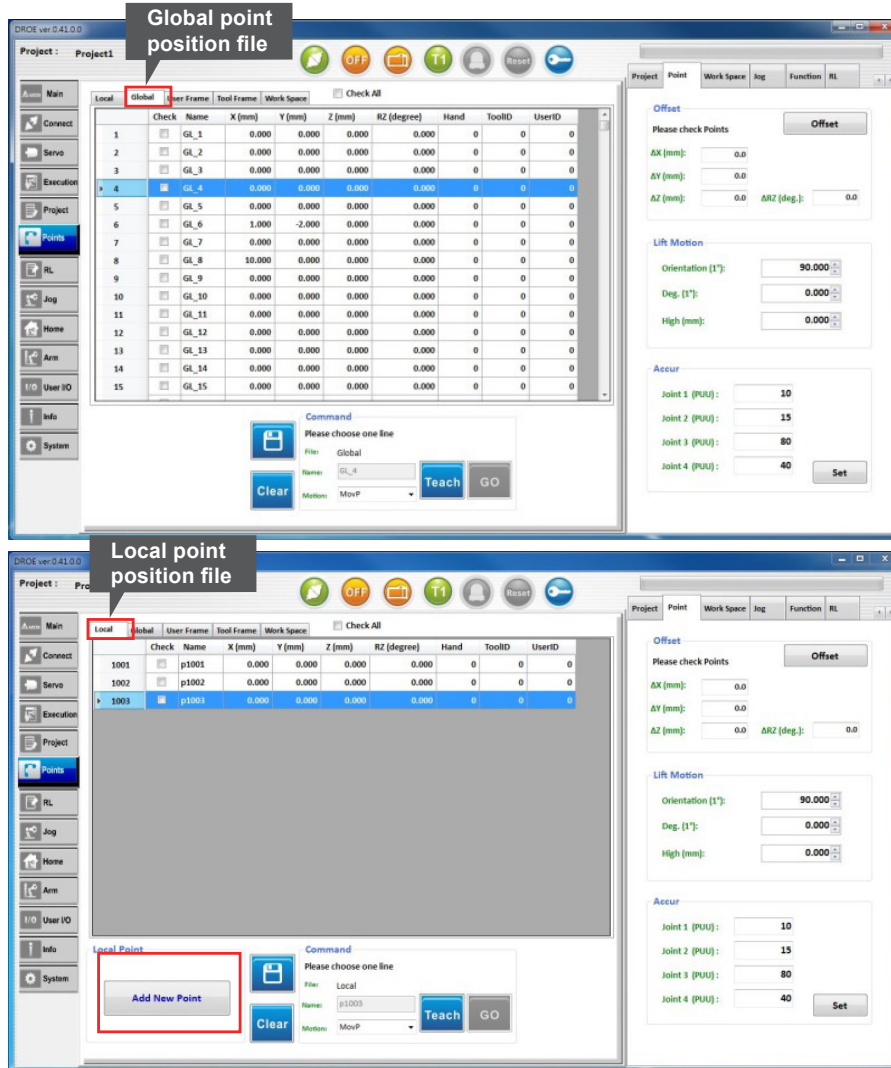 Global point
position file
DROE ver.0.41.0.0
Project : Project1
OFF T1 Reset
Main
Connect
Servo
Execution
Project
Points
RL
Jog
Home
Arm
I/O User I/O
Info
System
Local Global User Frame Tool Frame Work Space Check All
Check Name X (mm) Y (mm) Z (mm) RZ (degree) Hand ToolID UserID
1 GL_1 0.000 0.000 0.000 0.000 0 0 0
2 GL_2 0.000 0.000 0.000 0.000 0 0 0
3 GL_3 0.000 0.000 0.000 0.000 0 0 0
4 GL_4 0.000 0.000 0.000 0.000 0 0 0
5 GL_5 0.000 0.000 0.000 0.000 0 0 0
6 GL_6 1.000 -2.000 0.000 0.000 0 0 0
7 GL_7 0.000 0.000 0.000 0.000 0 0 0
8 GL_8 10.000 0.000 0.000 0.000 0 0 0
9 GL_9 0.000 0.000 0.000 0.000 0 0 0
10 GL_10 0.000 0.000 0.000 0.000 0 0 0
11 GL_11 0.000 0.000 0.000 0.000 0 0 0
12 GL_12 0.000 0.000 0.000 0.000 0 0 0
13 GL_13 0.000 0.000 0.000 0.000 0 0 0
14 GL_14 0.000 0.000 0.000 0.000 0 0 0
15 GL_15 0.000 0.000 0.000 0.000 0 0 0
Command
Please choose one line
File: Global
Name: GL_4
Motion: MovP
Clear
Teach
GO
Project Point Work Space Jog Function RL
Offset
Please check Points Offset
ΔX (mm): 0.0
ΔY (mm): 0.0
ΔZ (mm): 0.0 ΔRZ (deg.): 0.0
Lift Motion
Orientation (1°): 90.000
Deg. (1°): 0.000
High (mm): 0.000
Accur
Joint 1 (PUU) : 10
Joint 2 (PUU) : 15
Joint 3 (PUU) : 80
Joint 4 (PUU) : 40
Set
Local point
position file
DROE ver.0.41.0.0
Project : Pro
OFF T1 Reset
Main
Connect
Servo
Execution
Project
Points
RL
Jog
Home
Arm
I/O User I/O
Info
System
Local Global User Frame Tool Frame Work Space Check All
Check Name X (mm) Y (mm) Z (mm) RZ (degree) Hand ToolID UserID
1001 p1001 0.000 0.000 0.000 0.000 0 0 0
1002 p1002 0.000 0.000 0.000 0.000 0 0 0
1003 p1003 0.000 0.000 0.000 0.000 0 0 0
Local Point
Add New Point
Command
Please choose one line
File: Local
Name: p1003
Motion: MovP
Clear
Teach
GO
Project Point Work Space Jog Function RL
Offset
Please check Points Offset
ΔX (mm): 0.0
ΔY (mm): 0.0
ΔZ (mm): 0.0 ΔRZ (deg.): 0.0
Lift Motion
Orientation (1°): 90.000
Deg. (1°): 0.000
High (mm): 0.000
Accur
Joint 1 (PUU) : 10
Joint 2 (PUU) : 15
Joint 3 (PUU) : 80
Joint 4 (PUU) : 40
Set